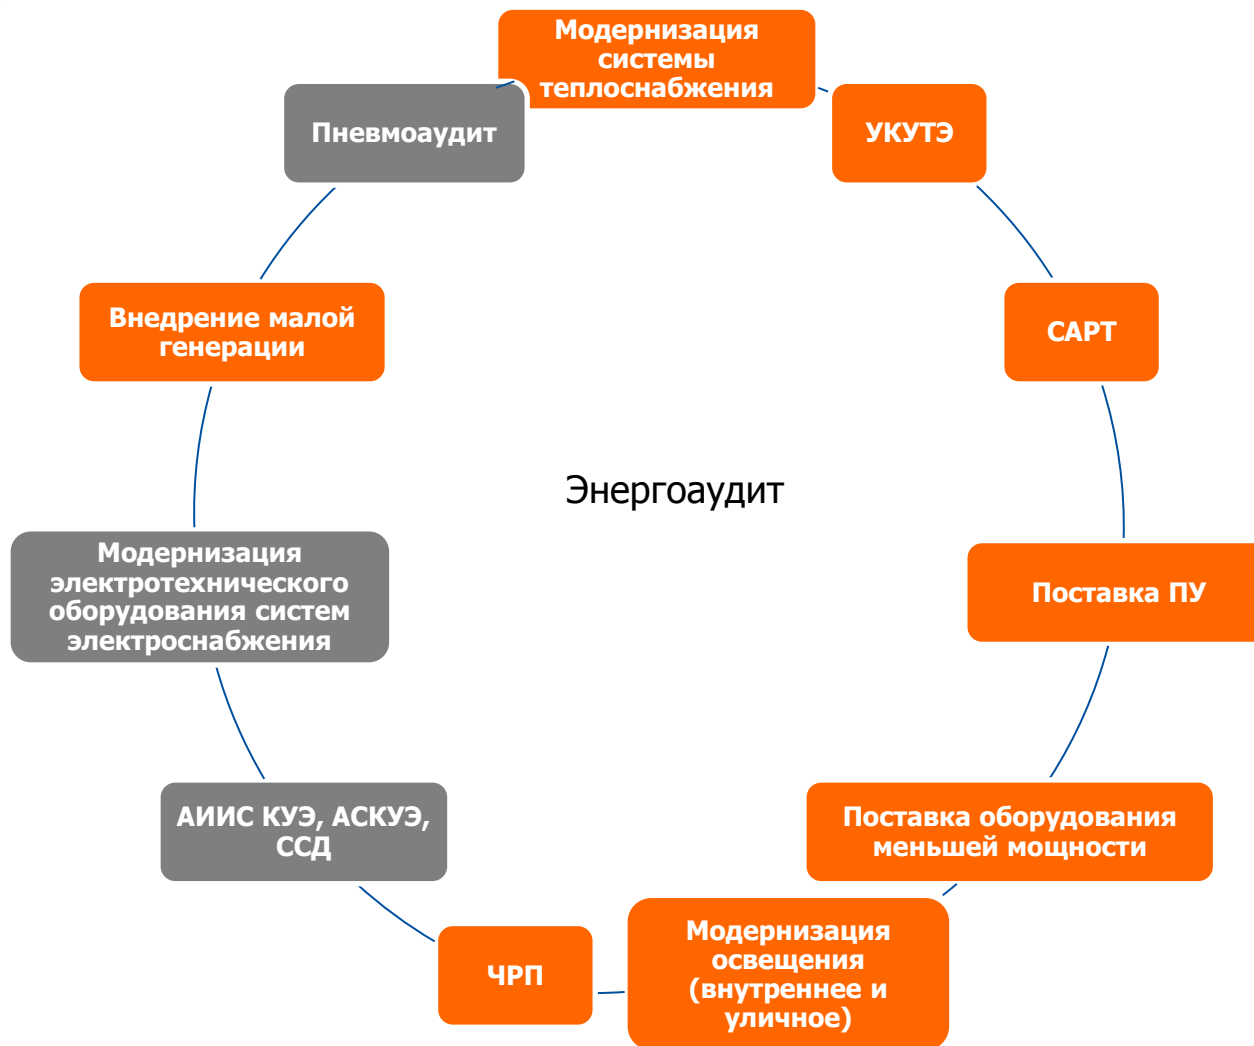 Модернизация
системы
теплоснабжения
УКУТЭ
САРТ
Поставка ПУ
Поставка оборудования
меньшей мощности
Модернизация
освещения
(внутреннее и
уличное)
ЧРП
АИИС КУЭ, АСКУЭ,
ССД
Модернизация
электротехнического
оборудования систем
электроснабжения
Внедрение малой
генерации
Пневмоаудит
Энергоаудит